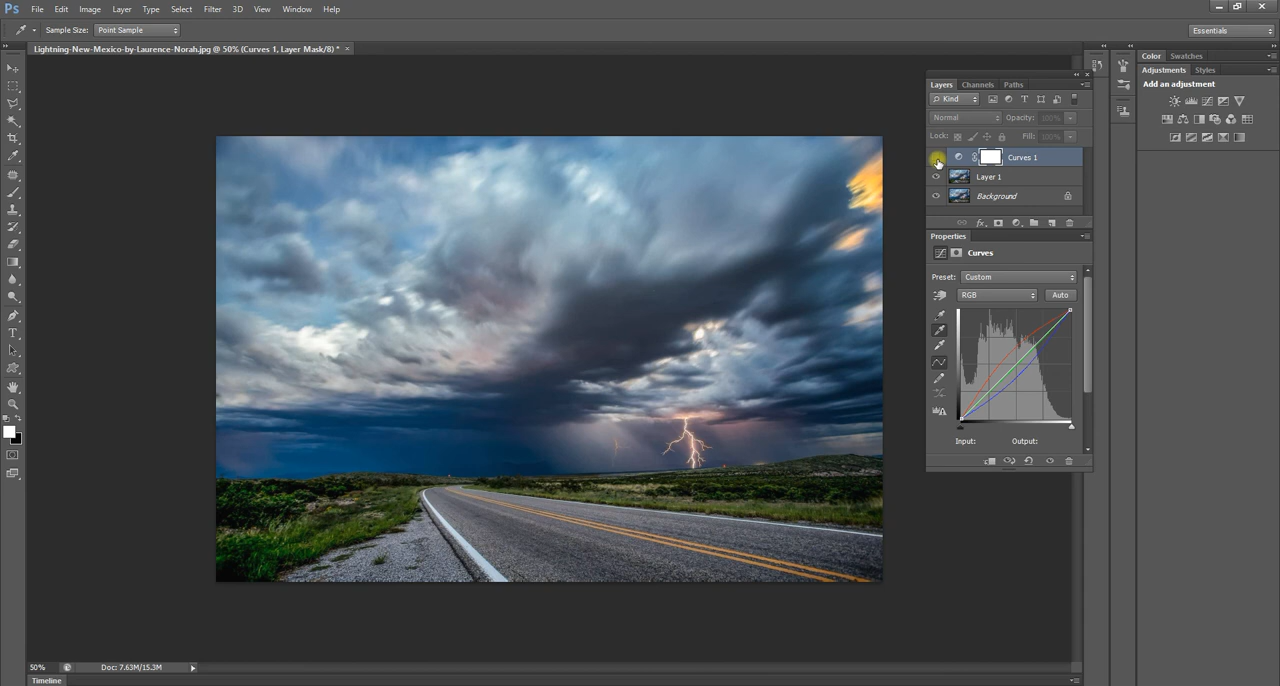 Ps File Edit Image Layer Type Select Filter 3D View Window Help
Sample Size: Point Sample Essentials
Lightning-New-Mexico-by-Laurence-Norah.jpg @ 50% (Curves 1, Layer Mask/8) * ×
Color Swatches
Adjustments Styles
Add an adjustment
Layers Channels Paths
Kind
Normal Opacity: 100%
Lock: Fill: 100%
Curves 1
Layer 1
Background
Properties
Curves
Preset: Custom
RGB Auto
Input: Output:
50% Doc: 7.63M/15.3M
Timeline